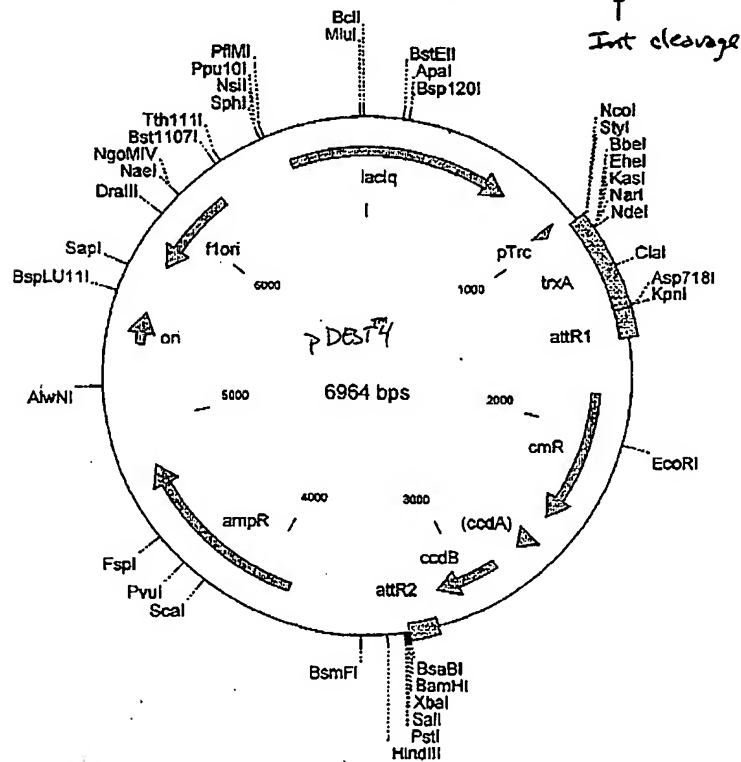 ↑
Int cleavage
BclI
MluI
PflMI
Ppu10I
NsiI
SphI
BstEII
ApaI
Bsp120I
Tth111I
Bst1107I
NgoMIV
NaeI
DraIII
NcoI
StyI
BbeI
EheI
KasI
NarI
NdeI
lacIq
SapI
BspLU11I
f1ori
6000
pTrc
1000
trxA
ClaI
Asp718I
KpnI
attR1
ori
pDEST™4
6964 bps
AlwNI
5000
2000
cmR
EcoRI
4000
3000
ampR
(ccdA)
ccdB
attR2
FspI
PvuI
ScaI
BsmFI
BsaBI
BamHI
XbaI
SalI
PstI
HindIII